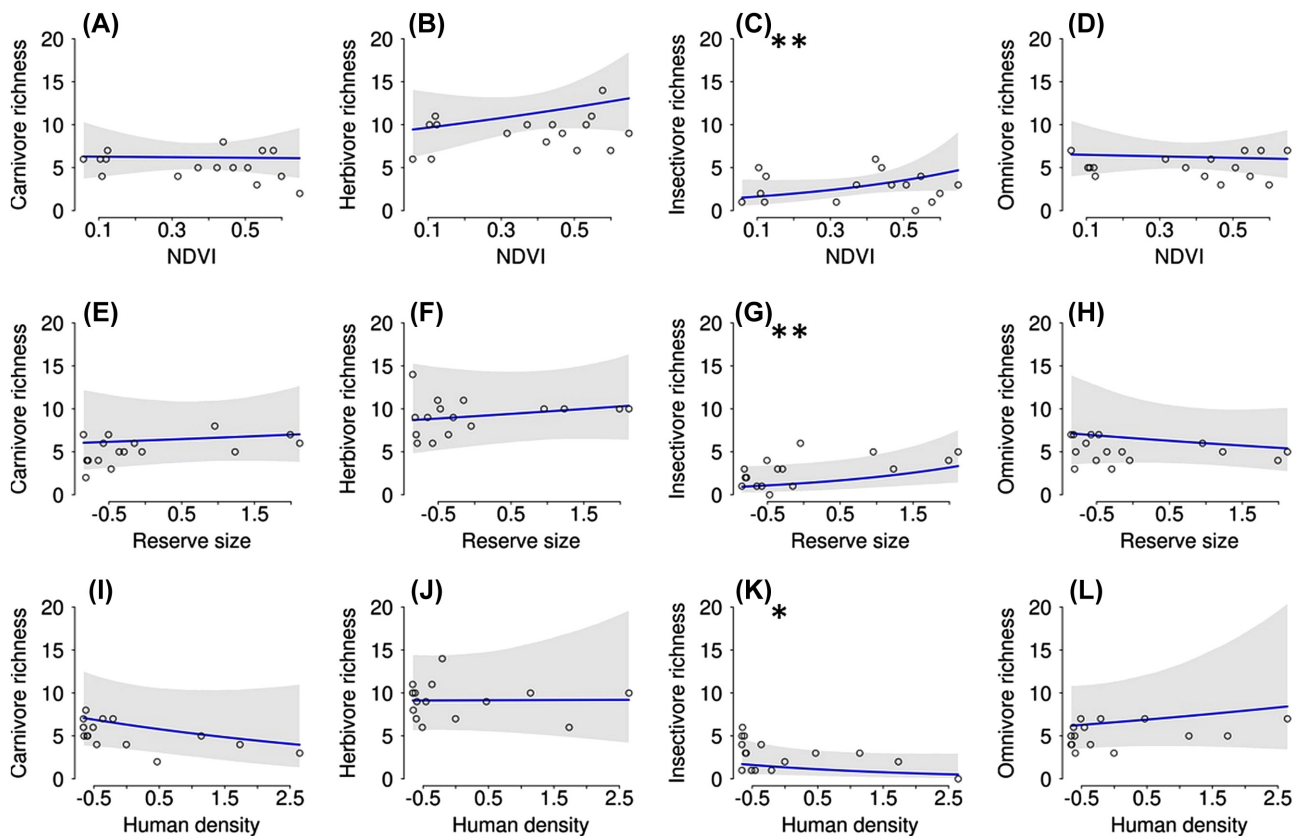 (A) (B) (C) ** (D)
Carnivore richness
20
15
10
5
0
0.1 0.3 0.5
NDVI
Herbivore richness
20
15
10
5
0
0.1 0.5
NDVI
Insectivore richness
20
15
10
5
0
0.1 0.3 0.5
NDVI
Omnivore richness
20
15
10
5
0
0.1 0.5
NDVI
(E) (F) (G) ** (H)
Carnivore richness
20
15
10
5
0
-0.5 0.5 1.5
Reserve size
Herbivore richness
20
15
10
5
0
-0.5 0.5 1.5
Reserve size
Insectivore richness
20
15
10
5
0
-0.5 0.5 1.5
Reserve size
Omnivore richness
20
15
10
5
0
-0.5 0.5 1.5
Reserve size
(I) (J) (K) * (L)
Carnivore richness
20
15
10
5
0
-0.5 0.5 1.5 2.5
Human density
Herbivore richness
20
15
10
5
0
-0.5 0.5 1.5 2.5
Human density
Insectivore richness
20
15
10
5
0
-0.5 0.5 1.5 2.5
Human density
Omnivore richness
20
15
10
5
0
-0.5 0.5 1.5 2.5
Human density